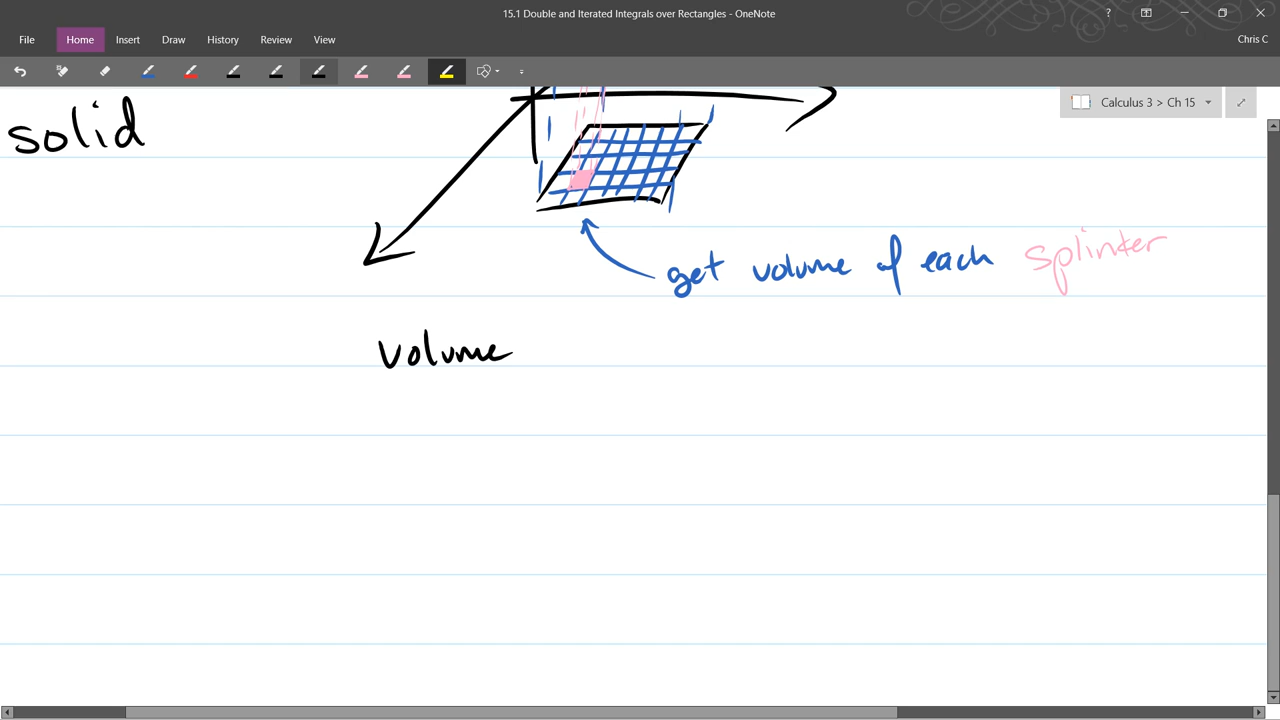 15.1 Double and Iterated Integrals over Rectangles - OneNote
?
File Home Insert Draw History Review View Chris C
Calculus 3 > Ch 15
solid
get volume of each splinter
volume